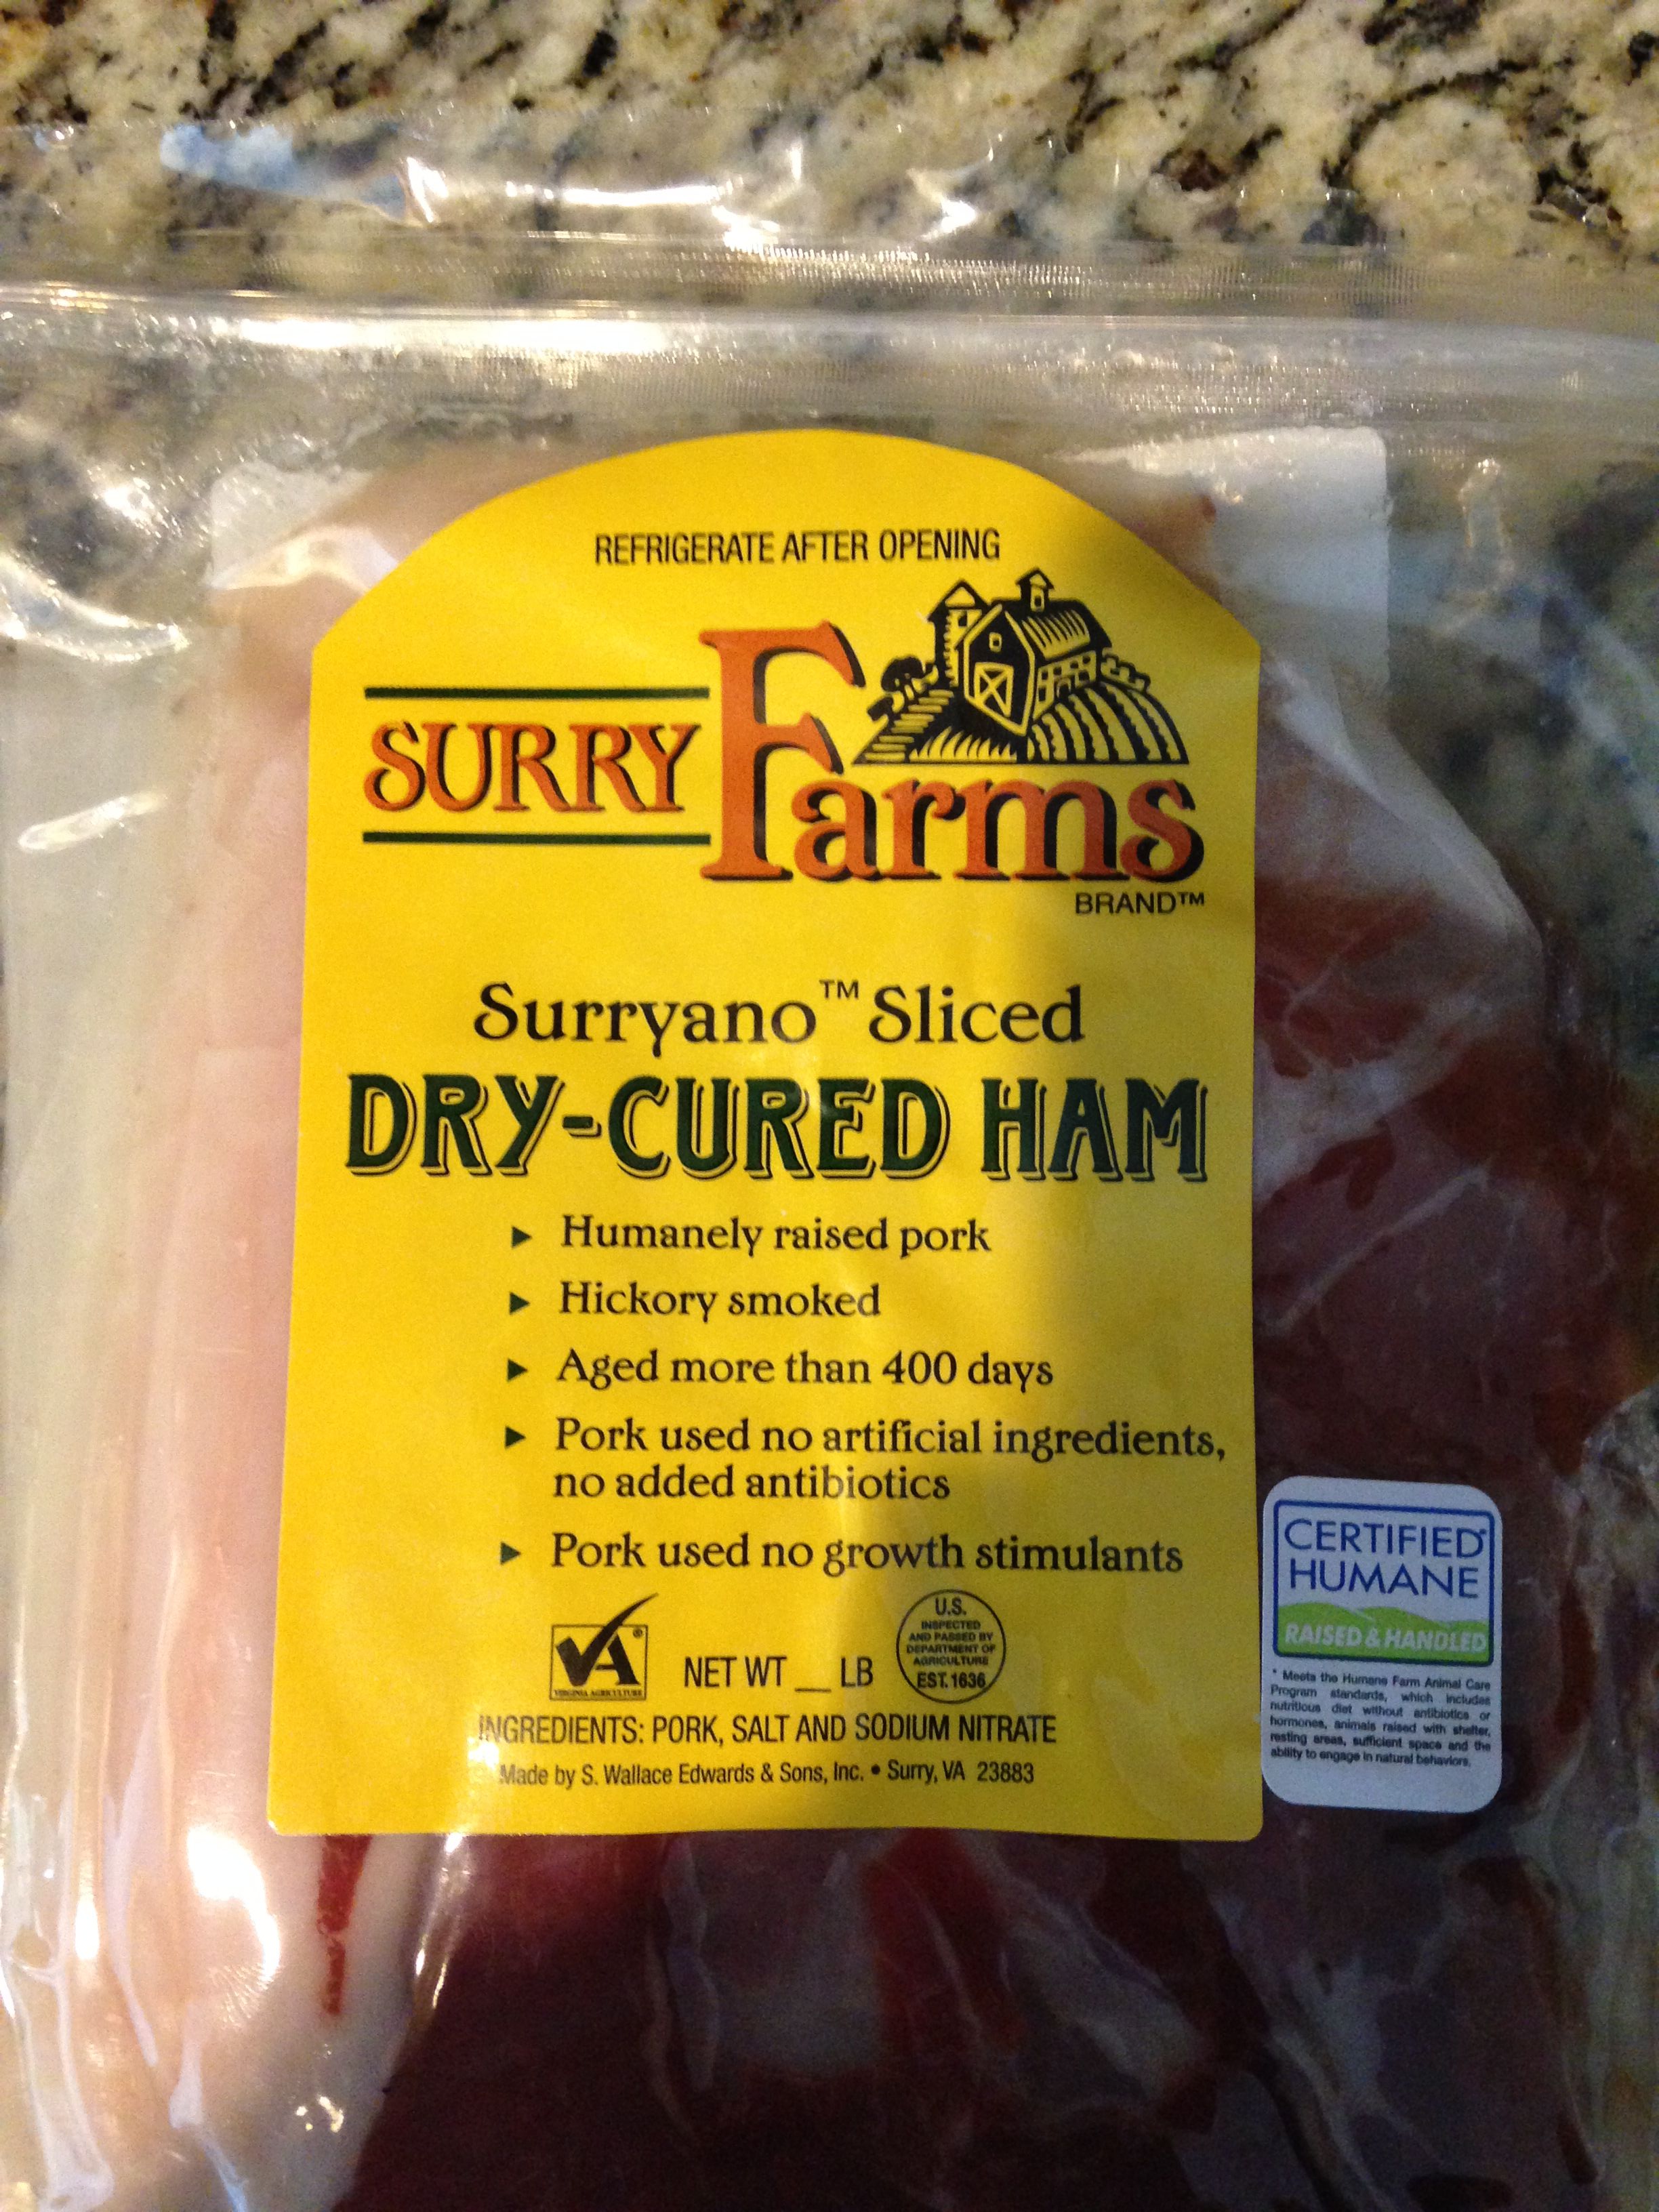 REFRIGERATE AFTER OPENING
SURRY Farms
BRAND™
Surryano™ Sliced
DRY-CURED HAM
▸ Humanely raised pork
▸ Hickory smoked
▸ Aged more than 400 days
▸ Pork used no artificial ingredients,
no added antibiotics
▸ Pork used no growth stimulants
VA®
VIRGINIA AGRICULTURE
NET WT __ LB
U.S.
INSPECTED
AND PASSED BY
DEPARTMENT OF
AGRICULTURE
EST. 1636
INGREDIENTS: PORK, SALT AND SODIUM NITRATE
Made by S. Wallace Edwards & Sons, Inc. • Surry, VA 23883
CERTIFIED*
HUMANE
RAISED & HANDLED
* Meets the Humane Farm Animal Care
Program standards, which includes
nutritious diet without antibiotics or
hormones, animals raised with shelter,
resting areas, sufficient space and the
ability to engage in natural behaviors.